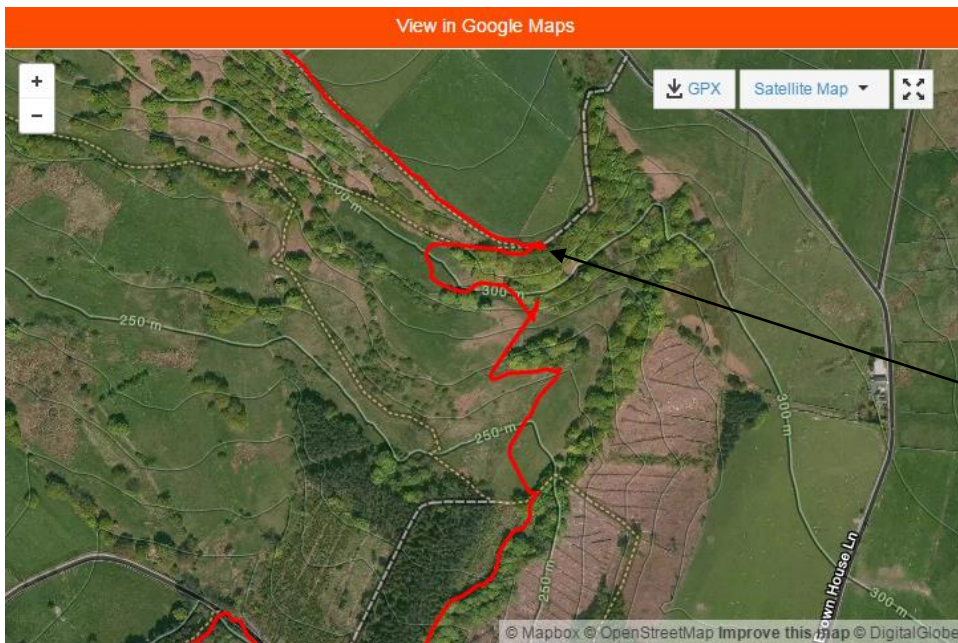 View in Google Maps
+
−
GPX
Satellite Map
300 m
300 m
250 m
250 m
250 m
300 m
300 m
Brown House Ln
© Mapbox © OpenStreetMap Improve this map © DigitalGlobe